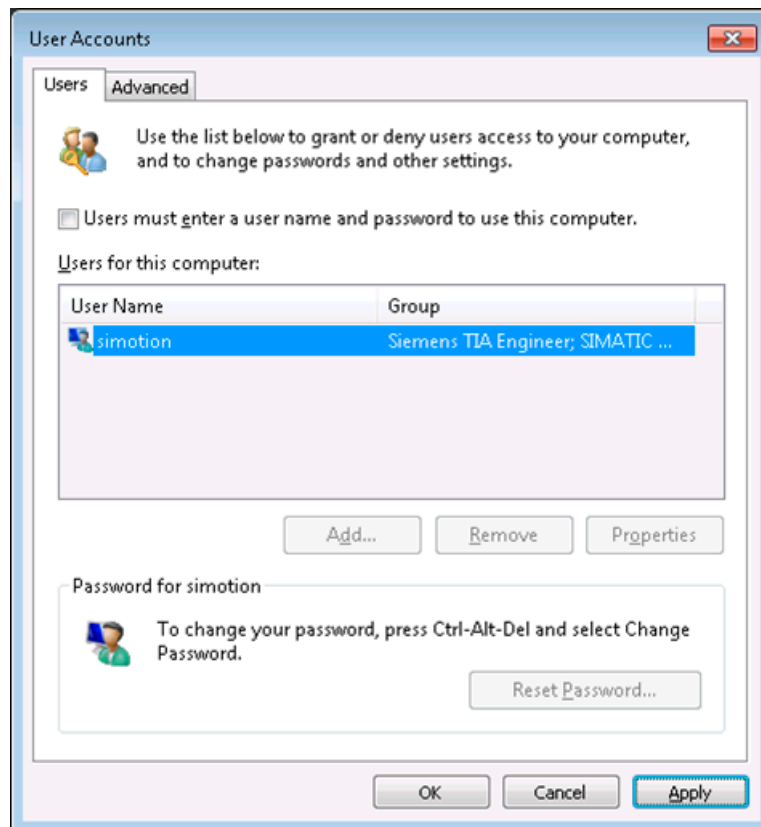 User Accounts
Users
Advanced
Use the list below to grant or deny users access to your computer,
and to change passwords and other settings.
Users must enter a user name and password to use this computer.
Users for this computer:
User Name Group
simotion Siemens TIA Engineer; SIMATIC ...
Add... Remove Properties
Password for simotion
To change your password, press Ctrl-Alt-Del and select Change
Password.
Reset Password...
OK Cancel Apply